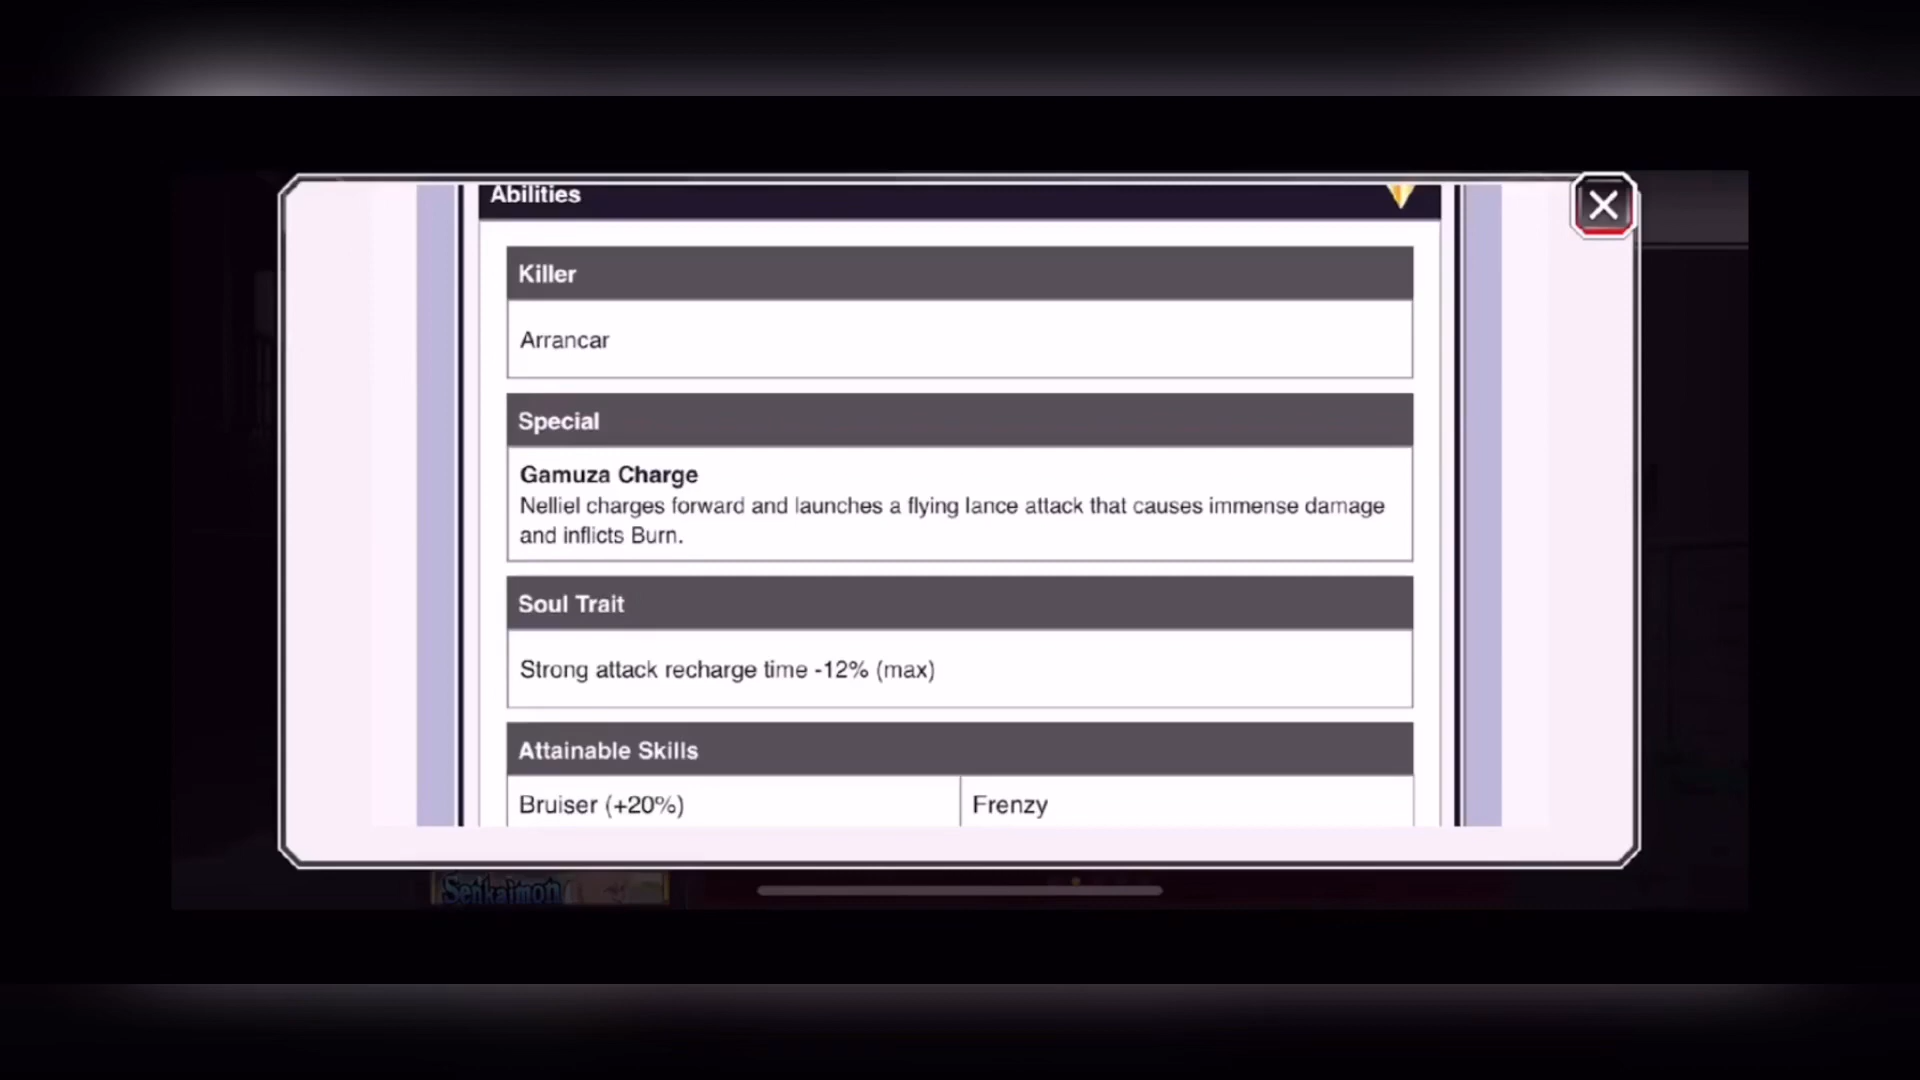 Abilities
Killer
Arrancar
Special
Gamuza Charge
Nelliel charges forward and launches a flying lance attack that causes immense damage
and inflicts Burn.
Soul Trait
Strong attack recharge time -12% (max)
Attainable Skills
Bruiser (+20%)
Frenzy
Senkaimon